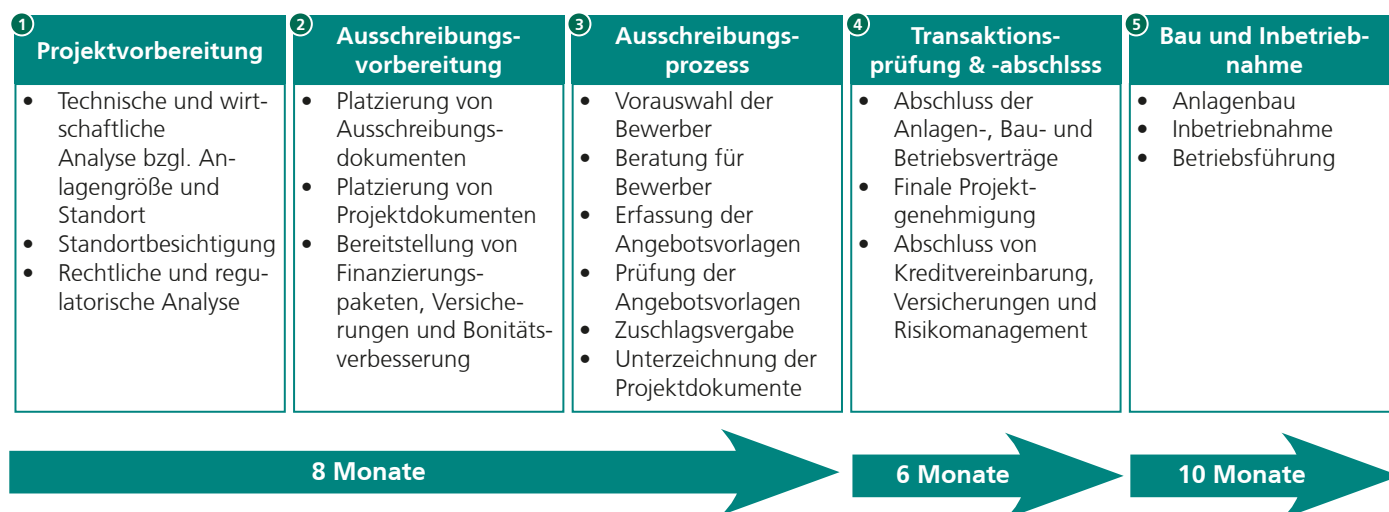 1
Projektvorbereitung
• Technische und wirt-
schaftliche
Analyse bzgl. An-
lagengröße und
Standort
• Standortbesichtigung
• Rechtliche und regu-
latorische Analyse
2
Ausschreibungs-
vorbereitung
• Platzierung von
Ausschreibungs-
dokumenten
• Platzierung von
Projektdokumenten
• Bereitstellung von
Finanzierungs-
paketen, Versiche-
rungen und Bonitäts-
verbesserung
3
Ausschreibungs-
prozess
• Vorauswahl der
Bewerber
• Beratung für
Bewerber
• Erfassung der
Angebotsvorlagen
• Prüfung der
Angebotsvorlagen
• Zuschlagsvergabe
• Unterzeichnung der
Projektdokumente
4
Transaktions-
prüfung & -abschlsss
• Abschluss der
Anlagen-, Bau- und
Betriebsverträge
• Finale Projekt-
genehmigung
• Abschluss von
Kreditvereinbarung,
Versicherungen und
Risikomanagement
5
Bau und Inbetrieb-
nahme
• Anlagenbau
• Inbetriebnahme
• Betriebsführung
8 Monate
6 Monate
10 Monate